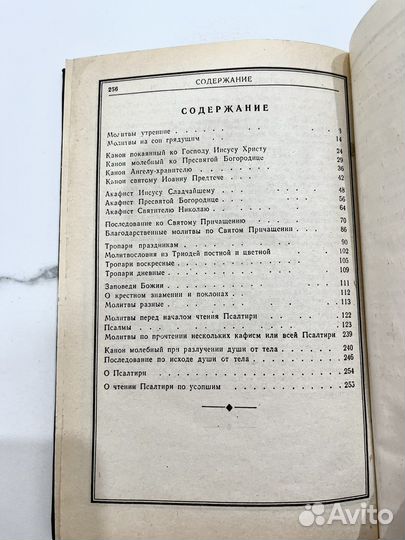 256 СОДЕРЖАНИЕ
СОДЕРЖАНИЕ
Молитвы утренние 3
Молитвы на сон грядущим 14
Канон покаянный ко Господу Иисусу Христу 24
Канон молебный ко Пресвятой Богородице 29
Канон Ангелу-хранителю 36
Канон святому Иоанну Предтече 42
Акафист Иисусу Сладчайшему 48
Акафист Пресвятой Богородице 56
Акафист Святителю Николаю 64
Последование ко Святому Причащению 70
Благодарственные молитвы по Святом Причащении 86
Тропари праздникам 90
Молитвословия из Триодей постной и цветной 102
Тропари воскресные 105
Тропари дневные 109
Заповеди Божии 111
О крестном знамении и поклонах 112
Молитвы разные 113
Молитвы перед началом чтения Псалтири 122
Псалмы 123
Молитвы по прочтении нескольких кафисм или всей Псалтири 239
Канон молебный при разлучении души от тела 240
Последование по исходе души от тела 246
О Псалтири 254
О чтении Псалтири по усопшим 253
Avito